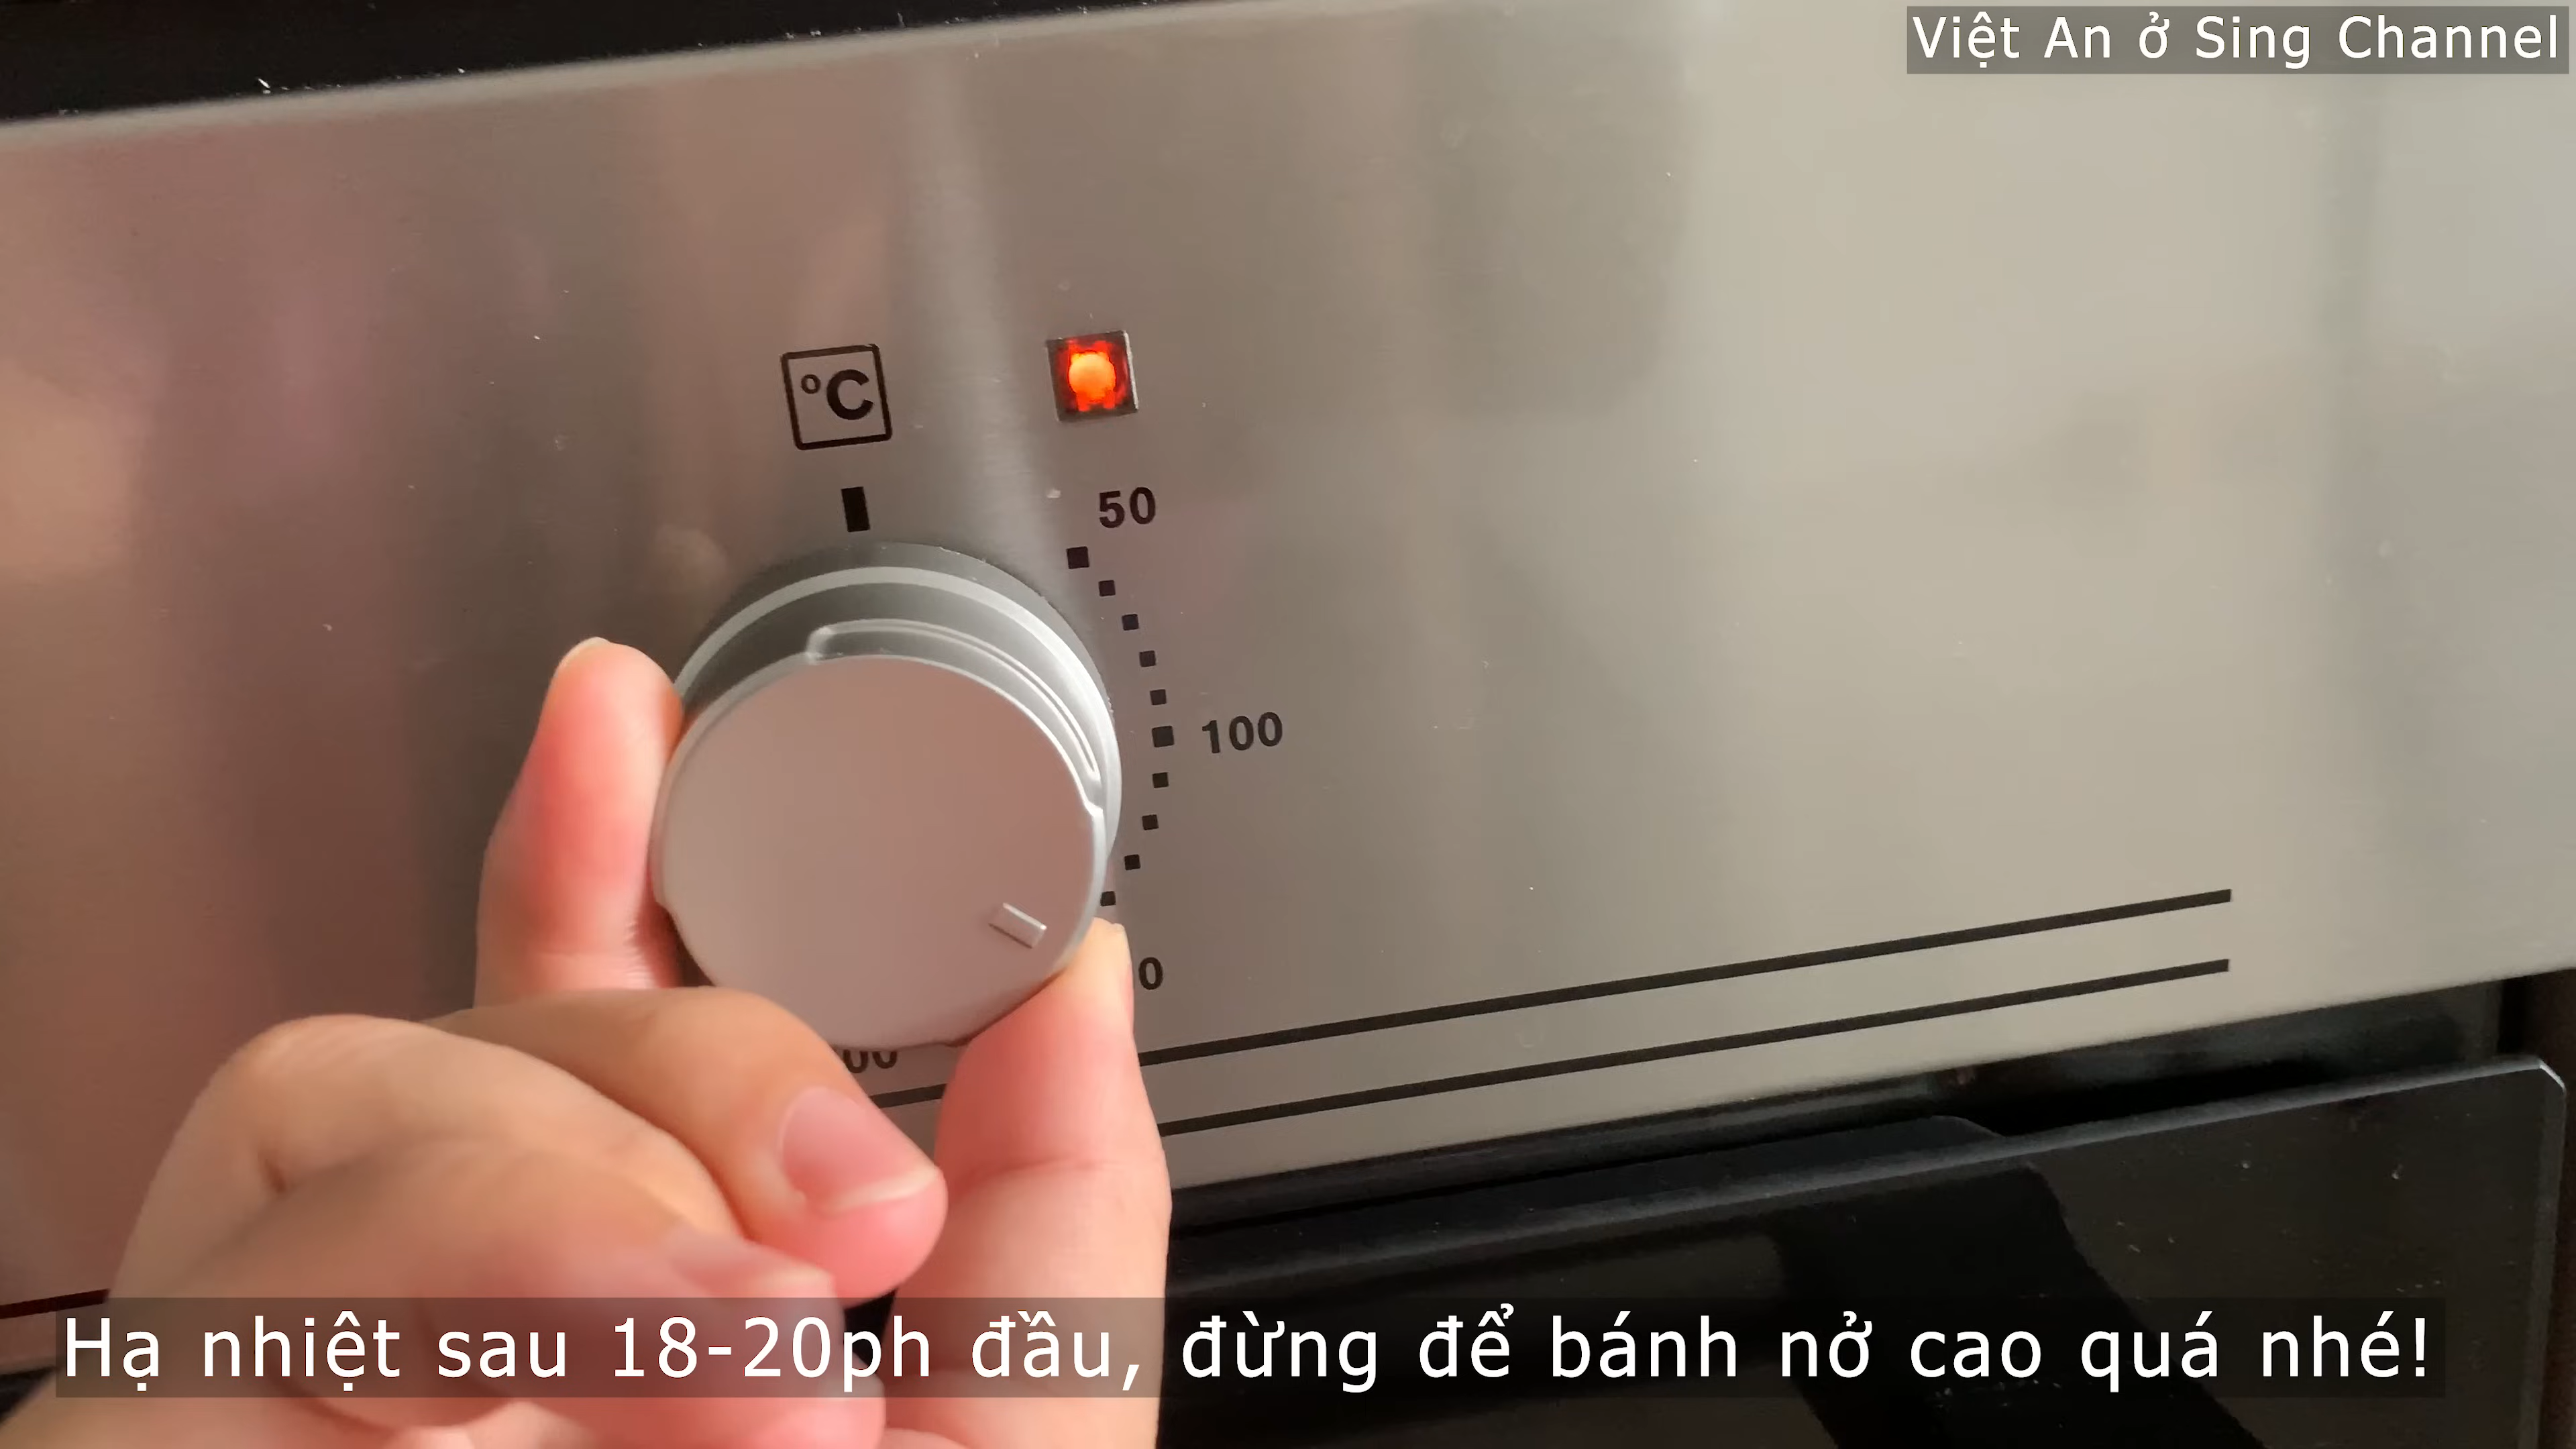 Việt An ở Sing Channel
°C
50
100
Hạ nhiệt sau 18-20ph đầu, đừng để bánh nở cao quá nhé!